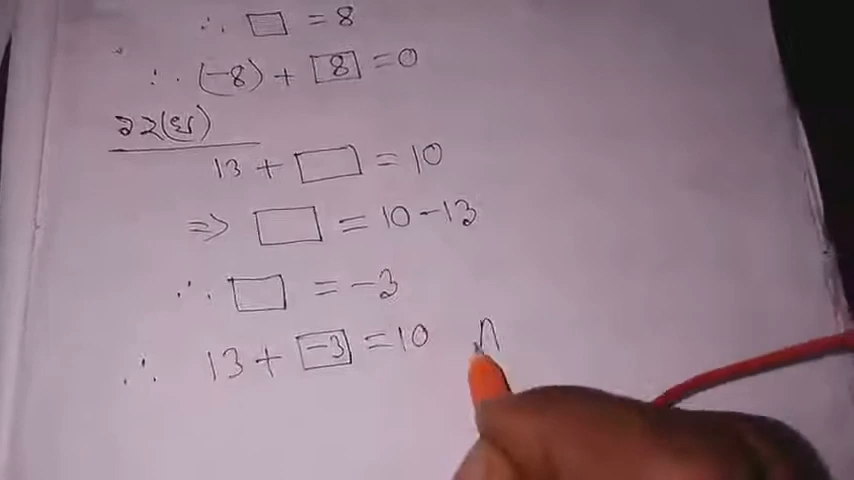 ∴ □ = 8
∴ (-8) + [8] = 0
২২(ঘ)
13 + □ = 10
=> □ = 10-13
∴ □ = -3
∴ 13 + [-3] = 10